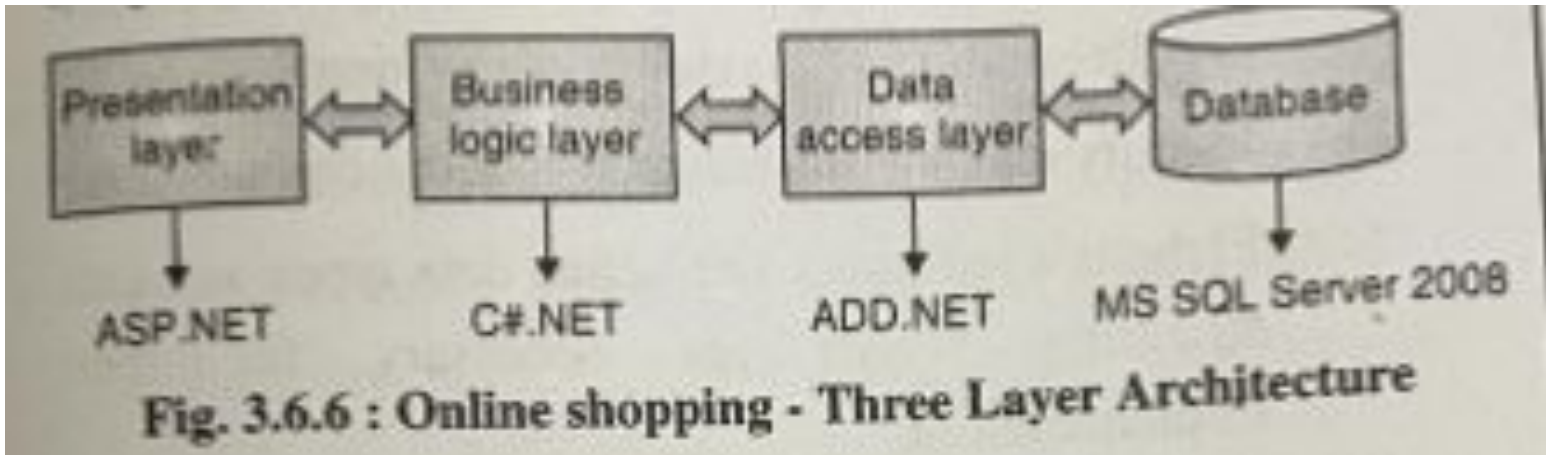 Presentation
layer
Business
logic layer
Data
access layer
Database
ASP.NET
C#.NET
ADD.NET
MS SQL Server 2008
Fig. 3.6.6 : Online shopping - Three Layer Architecture